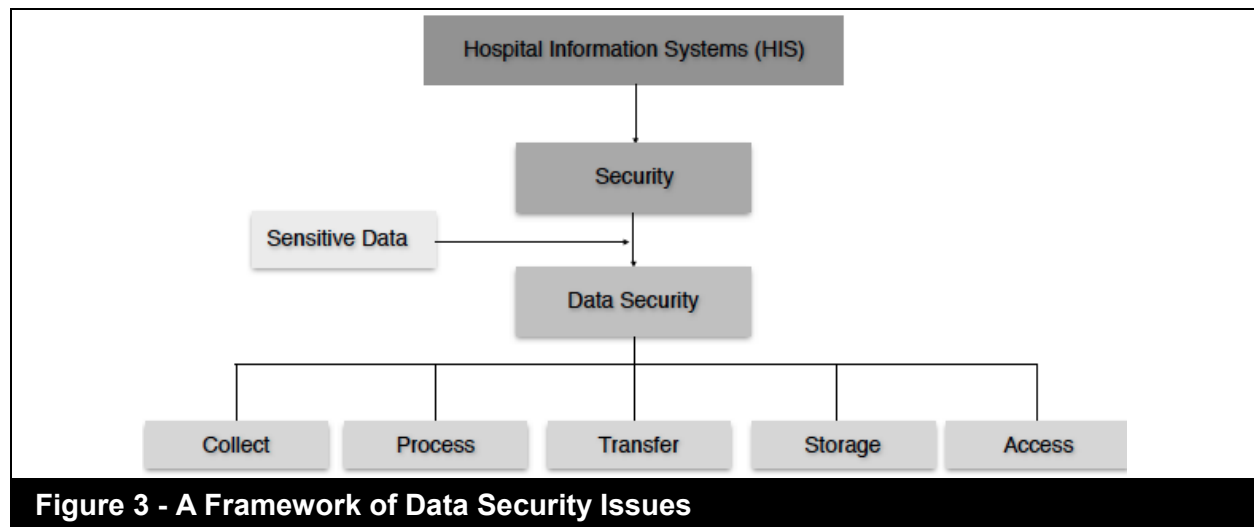 Hospital Information Systems (HIS)
Security
Sensitive Data
Data Security
Collect
Process
Transfer
Storage
Access
Figure 3 - A Framework of Data Security Issues